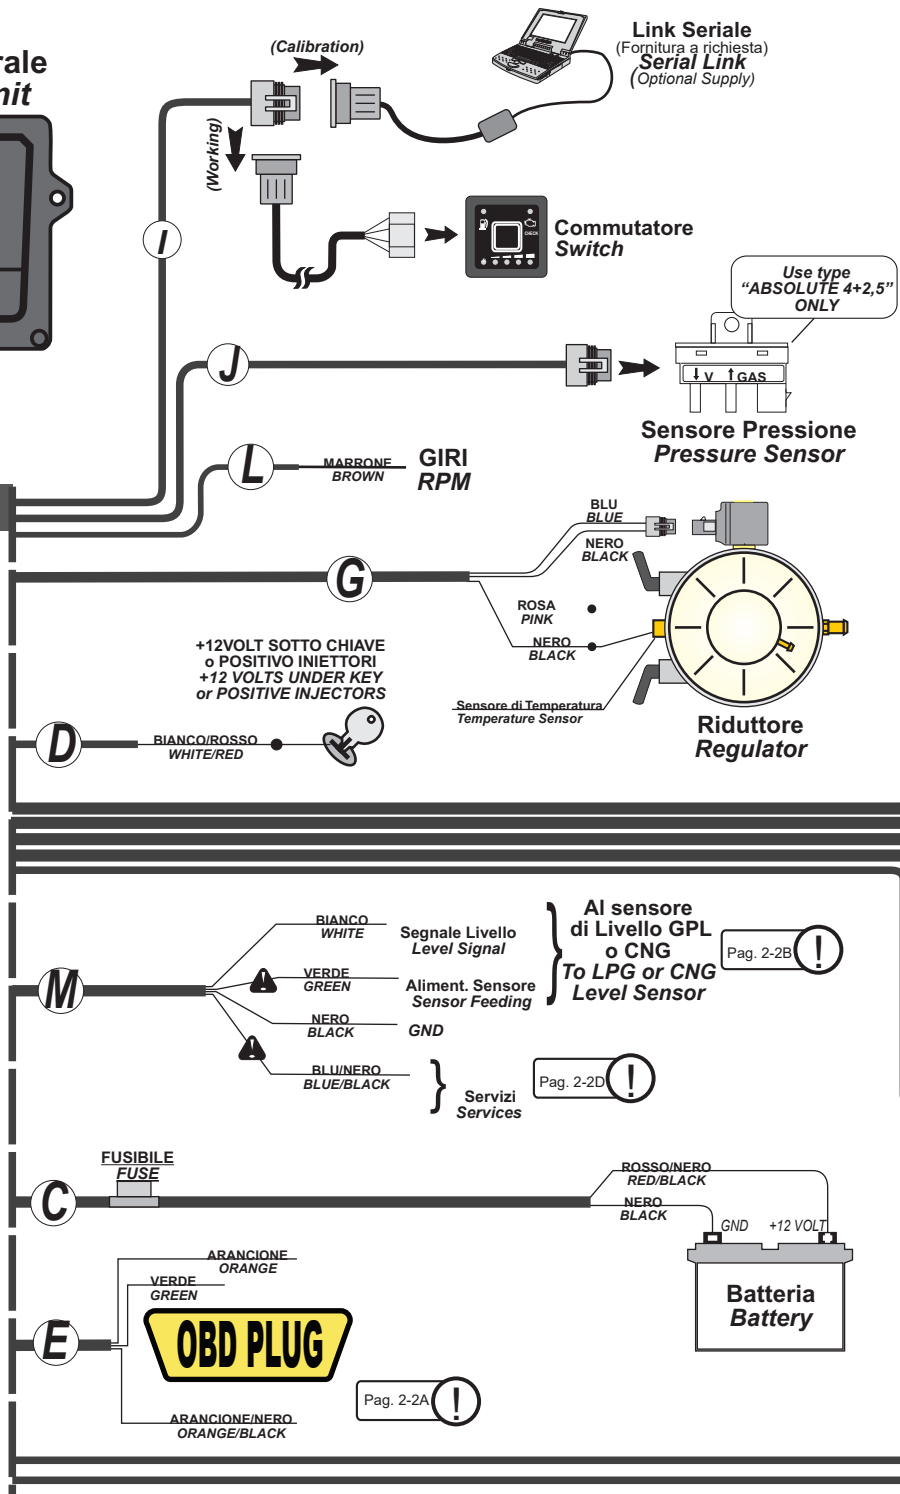 (Calibration)
Link Seriale
(Fornitura a richiesta)
Serial Link
(Optional Supply)
rale
nit
(Working)
I
CHECK
Commutatore
Switch
Use type
“ABSOLUTE 4+2,5”
ONLY
J
V GAS
Sensore Pressione
Pressure Sensor
L
MARRONE
BROWN
GIRI
RPM
BLU
BLUE
NERO
BLACK
G
ROSA
PINK
NERO
BLACK
+12VOLT SOTTO CHIAVE
o POSITIVO INIETTORI
+12 VOLTS UNDER KEY
or POSITIVE INJECTORS
Sensore di Temperatura
Temperature Sensor
Riduttore
Regulator
D
BIANCO/ROSSO
WHITE/RED
M
BIANCO
WHITE
Segnale Livello
Level Signal
VERDE
GREEN
Aliment. Sensore
Sensor Feeding
NERO
BLACK
GND
Al sensore
di Livello GPL
o CNG
To LPG or CNG
Level Sensor
Pag. 2-2B
!
BLU/NERO
BLUE/BLACK
Servizi
Services
Pag. 2-2D
!
FUSIBILE
FUSE
C
ROSSO/NERO
RED/BLACK
NERO
BLACK
GND +12 VOLT
Batteria
Battery
ARANCIONE
ORANGE
VERDE
GREEN
E
OBD PLUG
Pag. 2-2A
!
ARANCIONE/NERO
ORANGE/BLACK